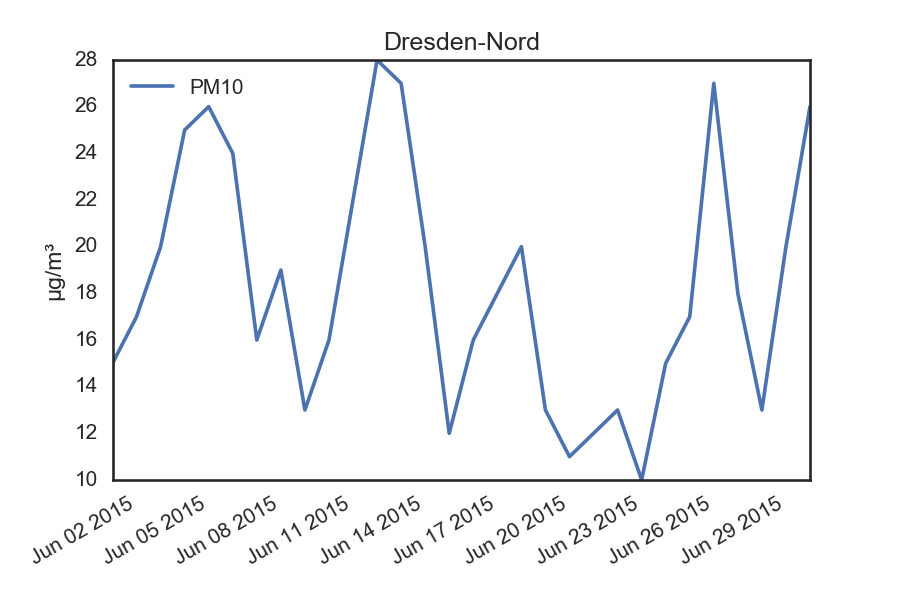 Dresden-Nord
28
PM10
26
24
22
20
µg/m³
18
16
14
12
10
Jun 02 2015
Jun 05 2015
Jun 08 2015
Jun 11 2015
Jun 14 2015
Jun 17 2015
Jun 20 2015
Jun 23 2015
Jun 26 2015
Jun 29 2015